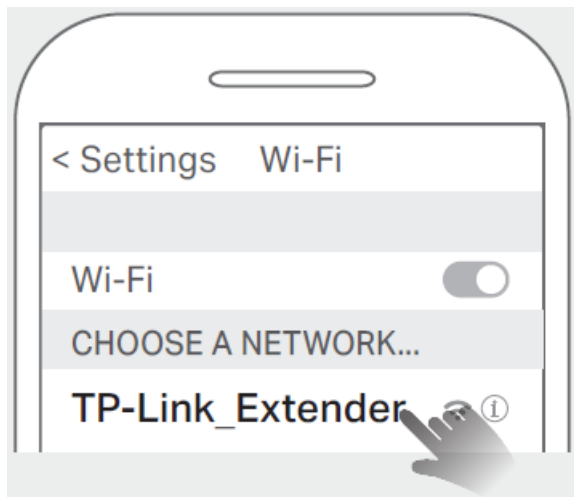 < Settings Wi-Fi
Wi-Fi
CHOOSE A NETWORK...
TP-Link_Extender